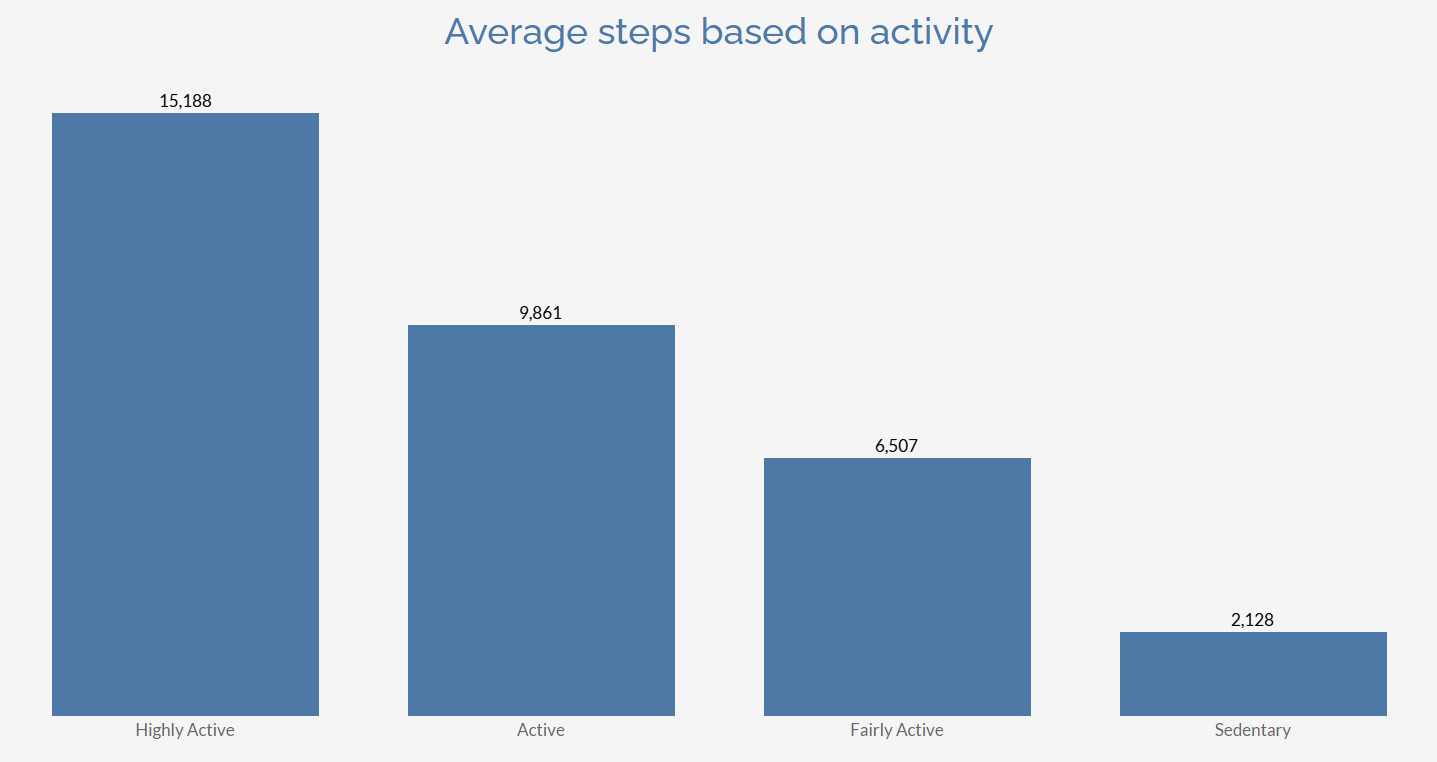 Average steps based on activity
15,188
9,861
6,507
2,128
Highly Active
Active
Fairly Active
Sedentary